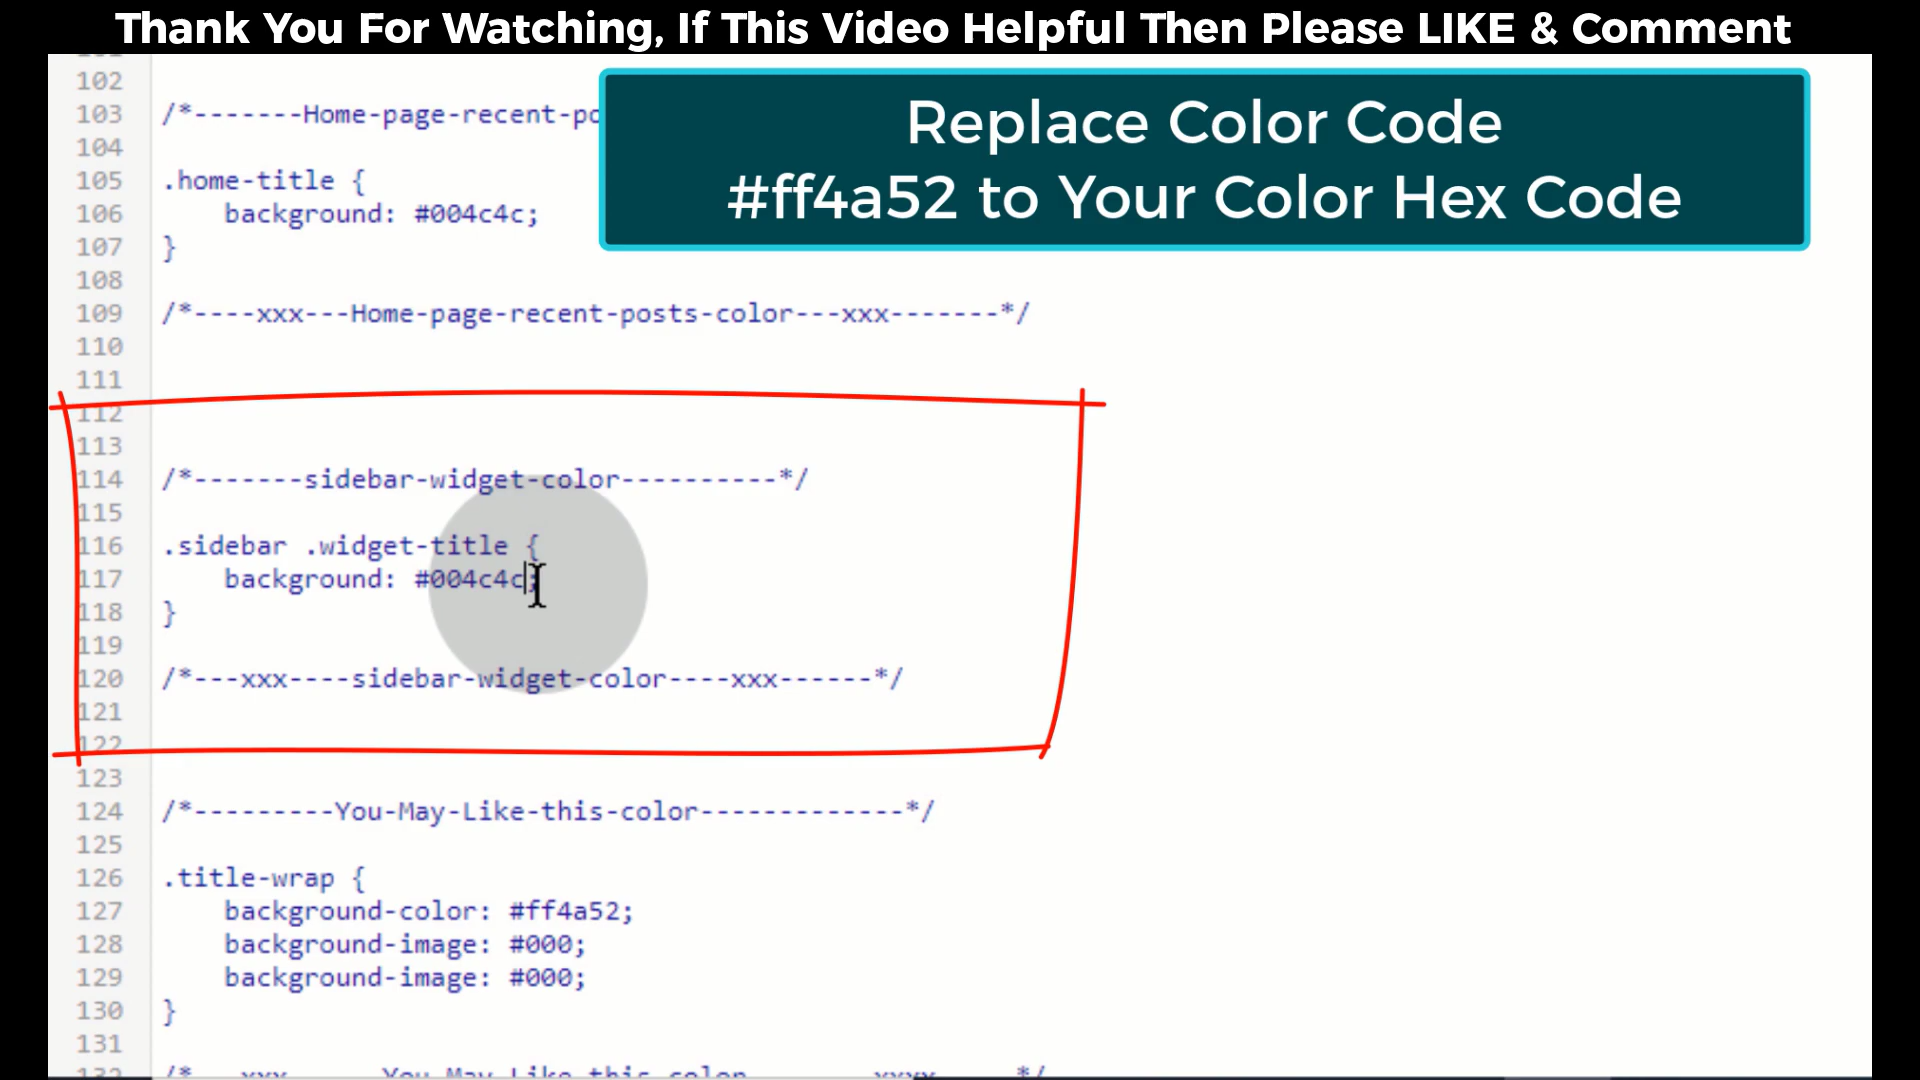 Thank You For Watching, If This Video Helpful Then Please LIKE & Comment
Replace Color Code
#ff4a52 to Your Color Hex Code
102
103 /*-------Home-page-recent-po
104
105 .home-title {
106 background: #004c4c;
107 }
108
109 /*----xxx---Home-page-recent-posts-color---xxx-------*/
110
111
112
113
114 /*-------sidebar-widget-color----------*/
115
116 .sidebar .widget-title {
117 background: #004c4c;
118 }
119
120 /*---xxx----sidebar-widget-color----xxx------*/
121
122
123
124 /*---------You-May-Like-this-color-------------*/
125
126 .title-wrap {
127 background-color: #ff4a52;
128 background-image: #000;
129 background-image: #000;
130 }
131